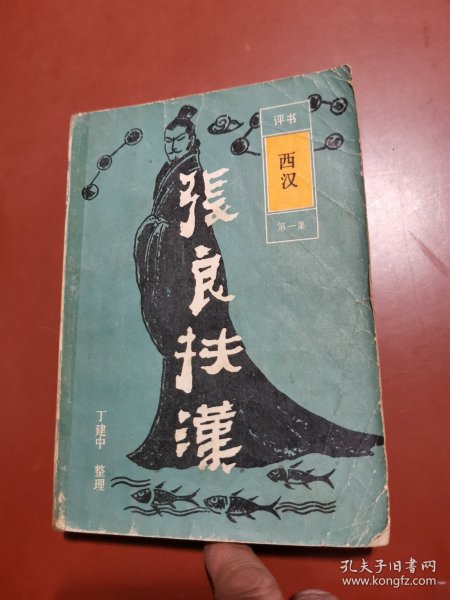 评书
西汉
第一集
張良扶漢
丁建中 整理
孔夫子旧书网
www.kongfz.com